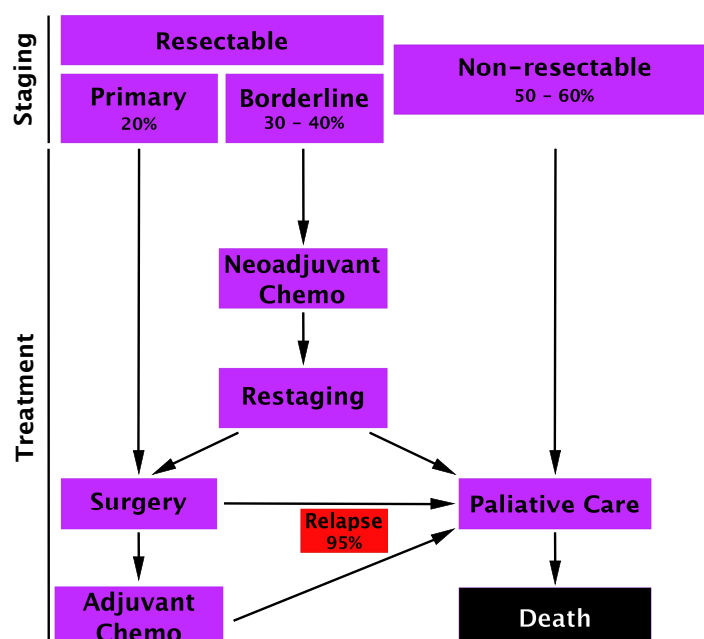 Staging
Resectable
Non-resectable
50 – 60%
Primary
20%
Borderline
30 – 40%
Treatment
Neoadjuvant
Chemo
Restaging
Surgery
Relapse
95%
Paliative Care
Adjuvant
Chemo
Death